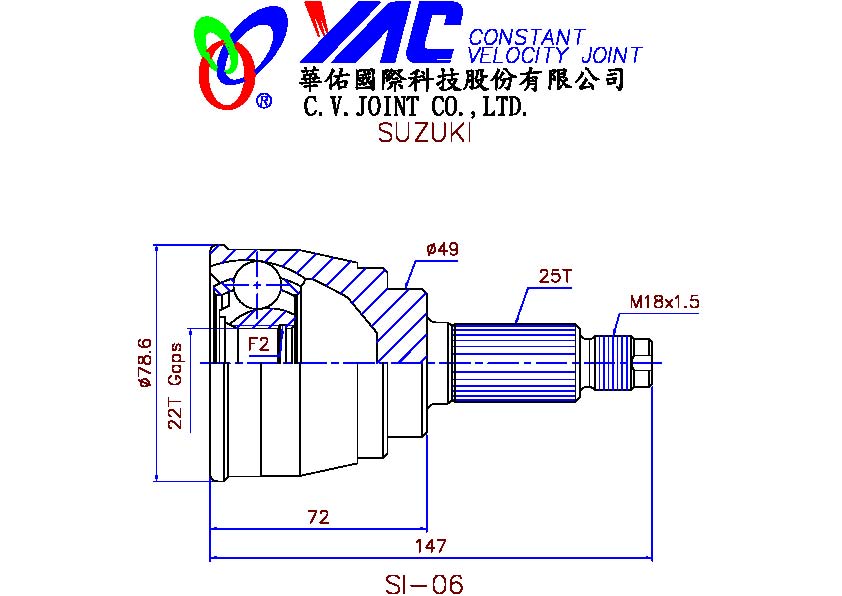 YAC CONSTANT
VELOCITY JOINT
®
華佑國際科技股份有限公司
C.V.JOINT CO.,LTD.
SUZUKI
ø49
25T
M18x1.5
F2
ø78.6
22T Gaps
72
147
SI-06